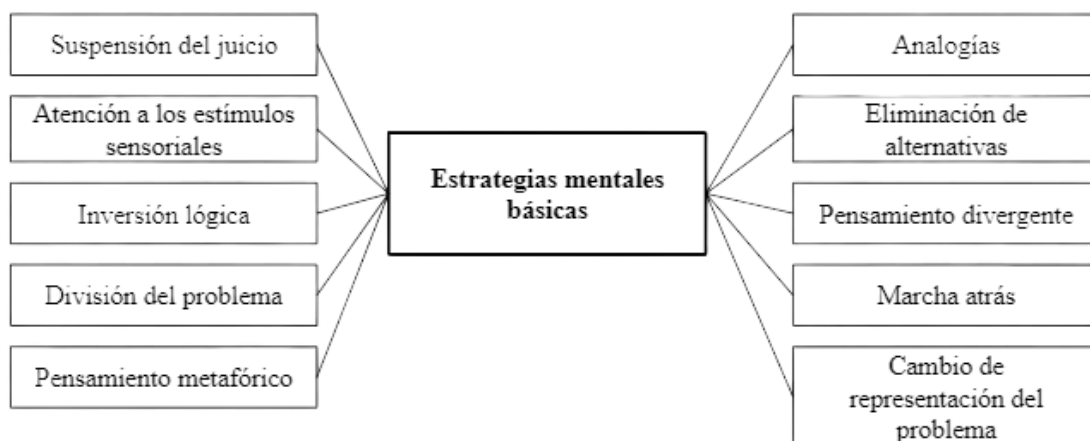 Suspensión del juicio
Atención a los estímulos
sensoriales
Inversión lógica
División del problema
Pensamiento metafórico
Estrategias mentales
básicas
Analogías
Eliminación de
alternativas
Pensamiento divergente
Marcha atrás
Cambio de
representación del
problema